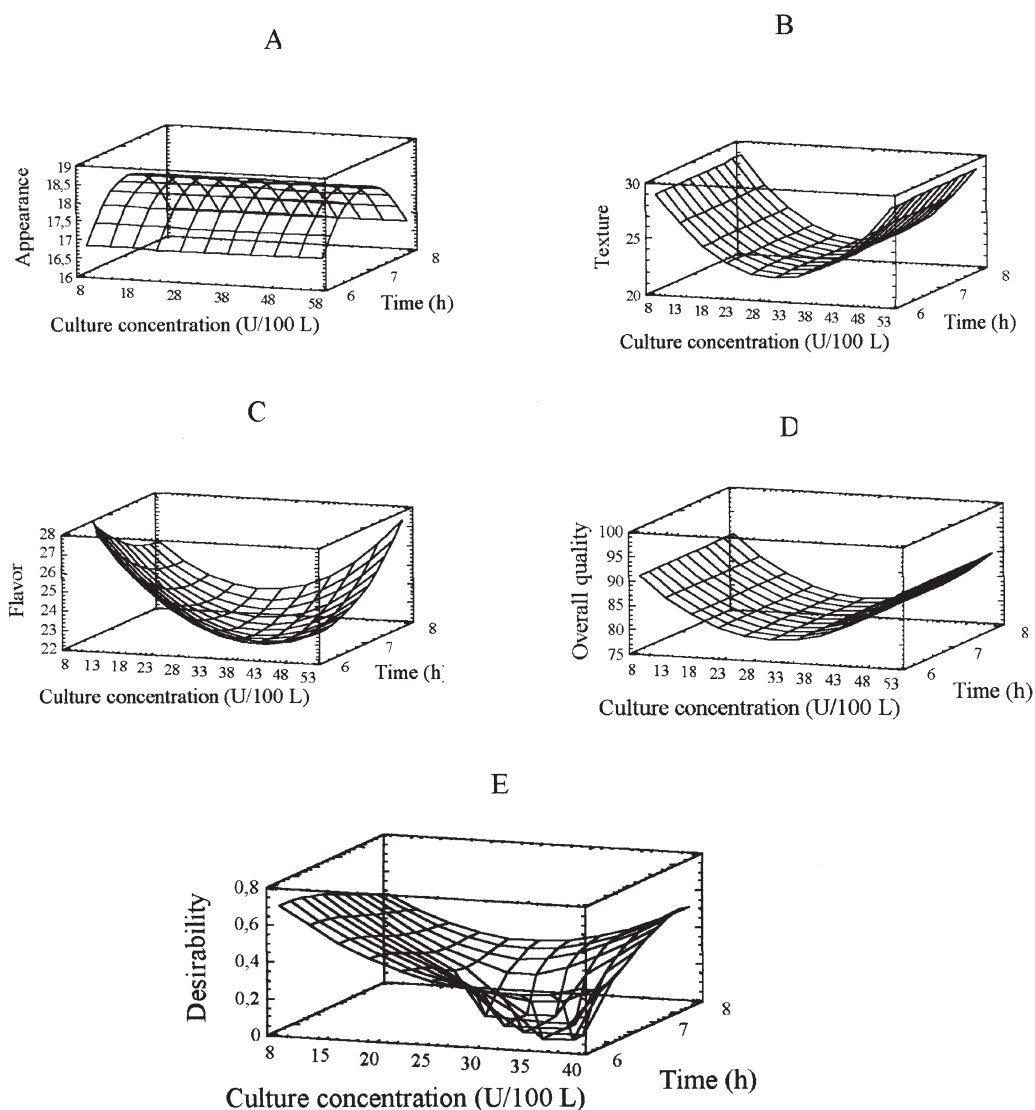 A
Appearance
19
18,5
18
17,5
17
16,5
16
8 18 28 38 48 58
6 7 8
Time (h)
Culture concentration (U/100 L)
B
Texture
30
25
20
8 13 18 23 28 33 38 43 48 53
6 7 8
Time (h)
Culture concentration (U/100 L)
C
Flavor
28
27
26
25
24
23
22
8 13 18 23 28 33 38 43 48 53
6 7 8
Time (h)
Culture concentration (U/100 L)
D
Overall quality
100
95
90
85
80
75
8 13 18 23 28 33 38 43 48 53
6 7 8
Time (h)
Culture concentration (U/100 L)
E
Desirability
0,8
0,6
0,4
0,2
0
8 15 20 25 30 35 40
6 7 8
Time (h)
Culture concentration (U/100 L)